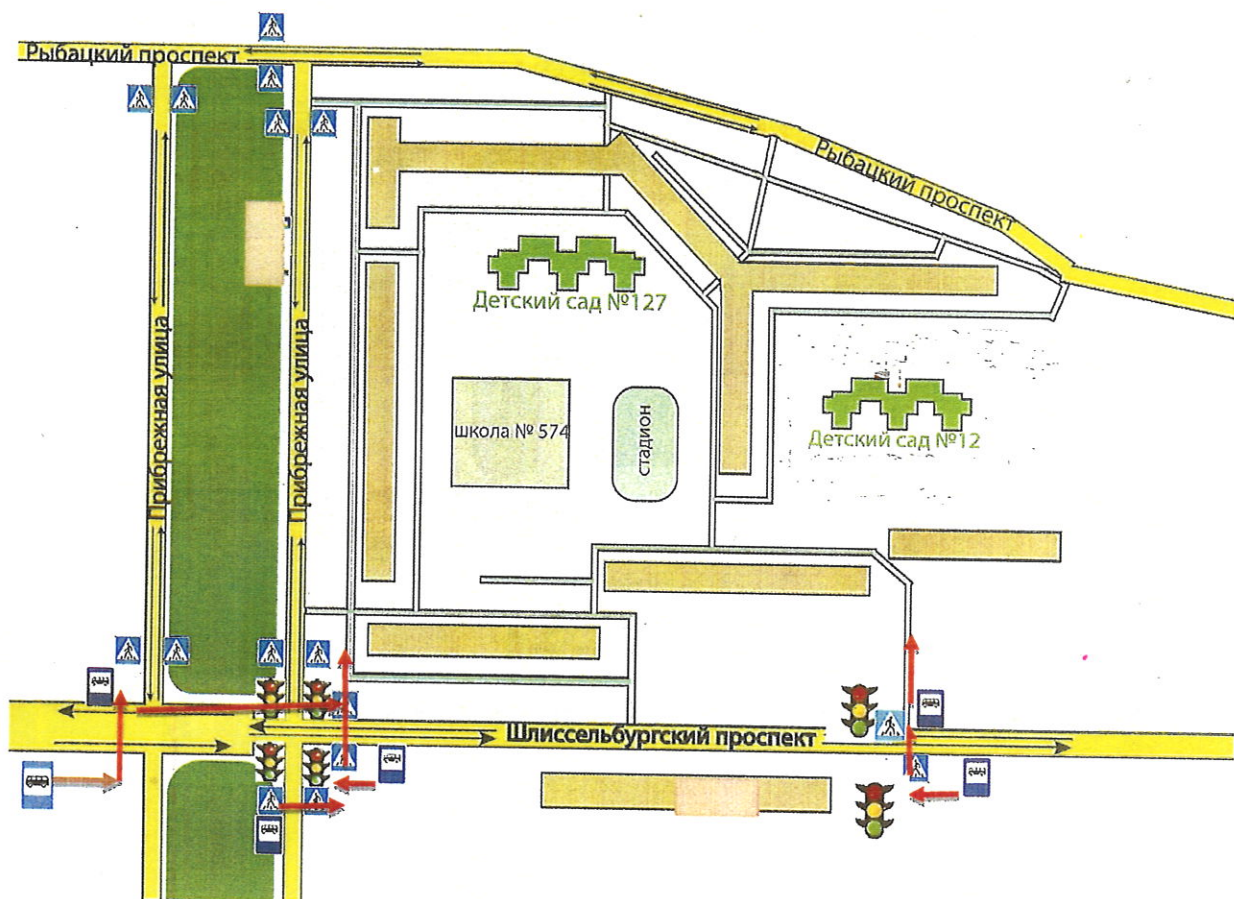 Рыбацкий проспект
Рыбацкий проспект
Детский сад №127
Прибрежная улица
Прибрежная улица
школа № 574
стадион
Детский сад №12
Шлиссельбургский проспект